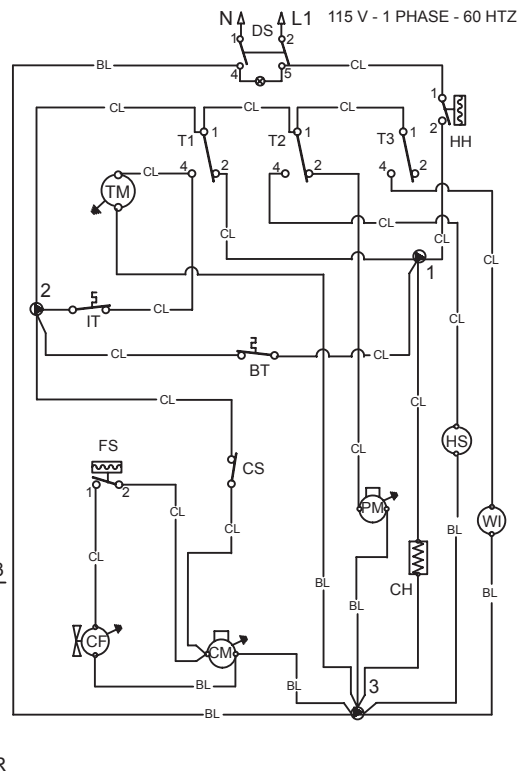 N L1 115 V - 1 PHASE - 60 HTZ
DS
1 2
BL 4 5 CL
1
2 HH
CL CL CL
T1 1 T2 1 T3 1
CL 4 2 4 2 4 2
TM
CL CL
CL CL
1
2
IT CL
CL
CL BT CL
CL
CL
HS
FS
CS
1 2
CL
CL
CL
CL
PM
WI
CL
CH
BL
BL
BL
BL
B
CF
CM
BL
BL
3
BL
R